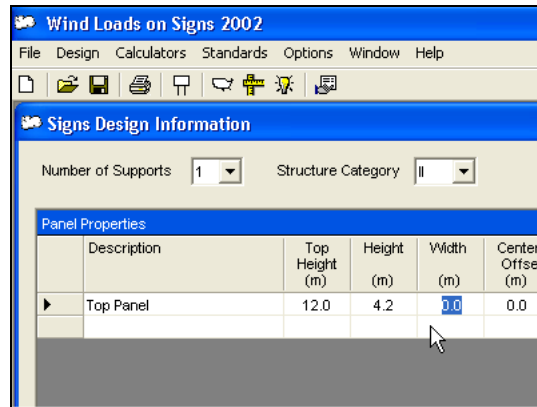 Wind Loads on Signs 2002
File Design Calculators Standards Options Window Help
Signs Design Information
Number of Supports 1 Structure Category II
Panel Properties
Description Top Height (m) Height (m) Width (m) Center Offse (m)
Top Panel 12.0 4.2 0.0 0.0